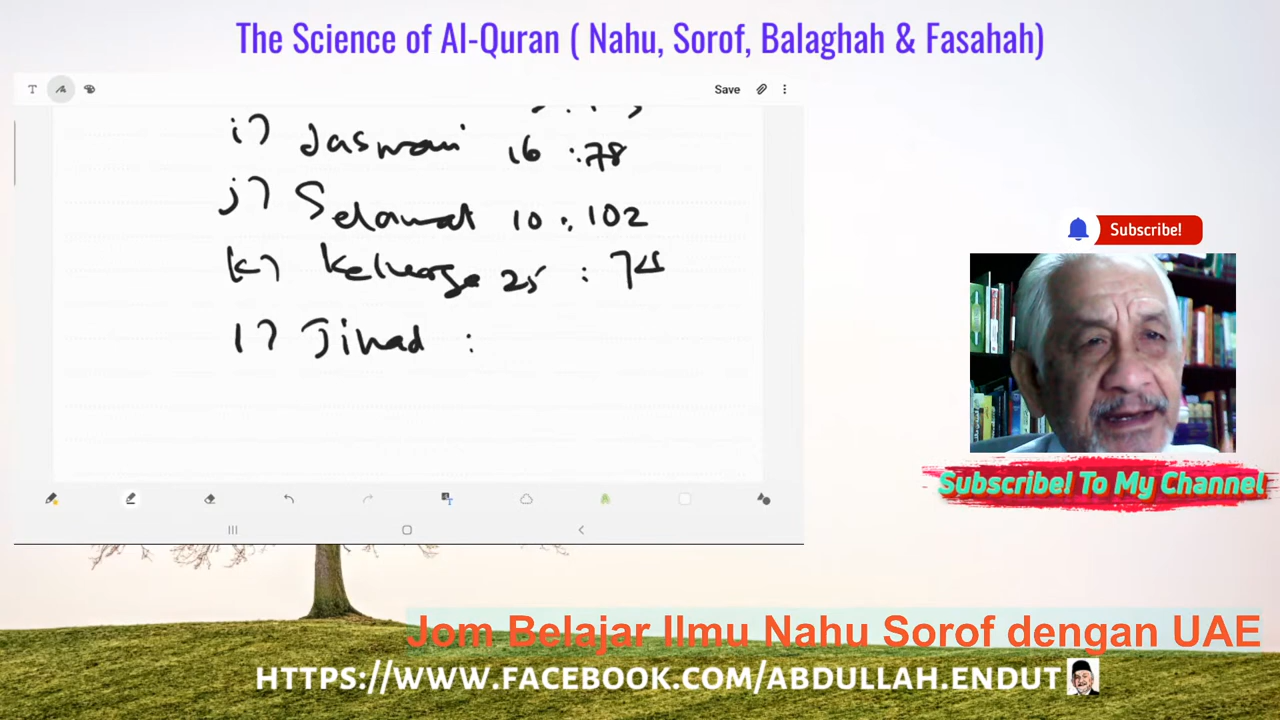 The Science of Al-Quran ( Nahu, Sorof, Balaghah & Fasahah)
T
Save
i) Jasmani 16 : 78
j) Selawat 10 : 102
k) Keluarga 25 : 74
l) Jihad :
Subscribe!
Subscribe! To My Channel
Jom Belajar Ilmu Nahu Sorof dengan UAE
HTTPS://WWW.FACEBOOK.COM/ABDULLAH.ENDUT